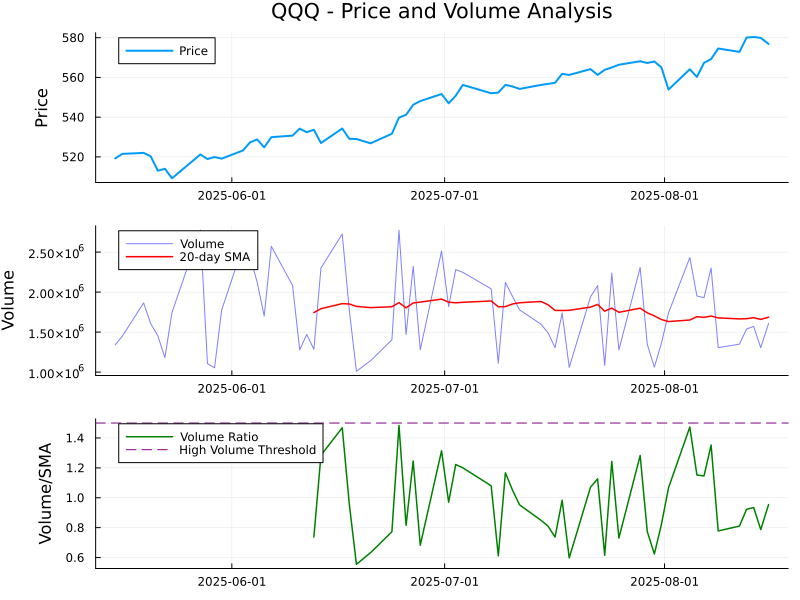 QQQ - Price and Volume Analysis
Price
580
560
540
520
Price
2025-06-01 2025-07-01 2025-08-01
Volume
2.50×10⁶
2.00×10⁶
1.50×10⁶
1.00×10⁶
Volume
20-day SMA
2025-06-01 2025-07-01 2025-08-01
Volume/SMA
1.4
1.2
1.0
0.8
0.6
Volume Ratio
High Volume Threshold
2025-06-01 2025-07-01 2025-08-01